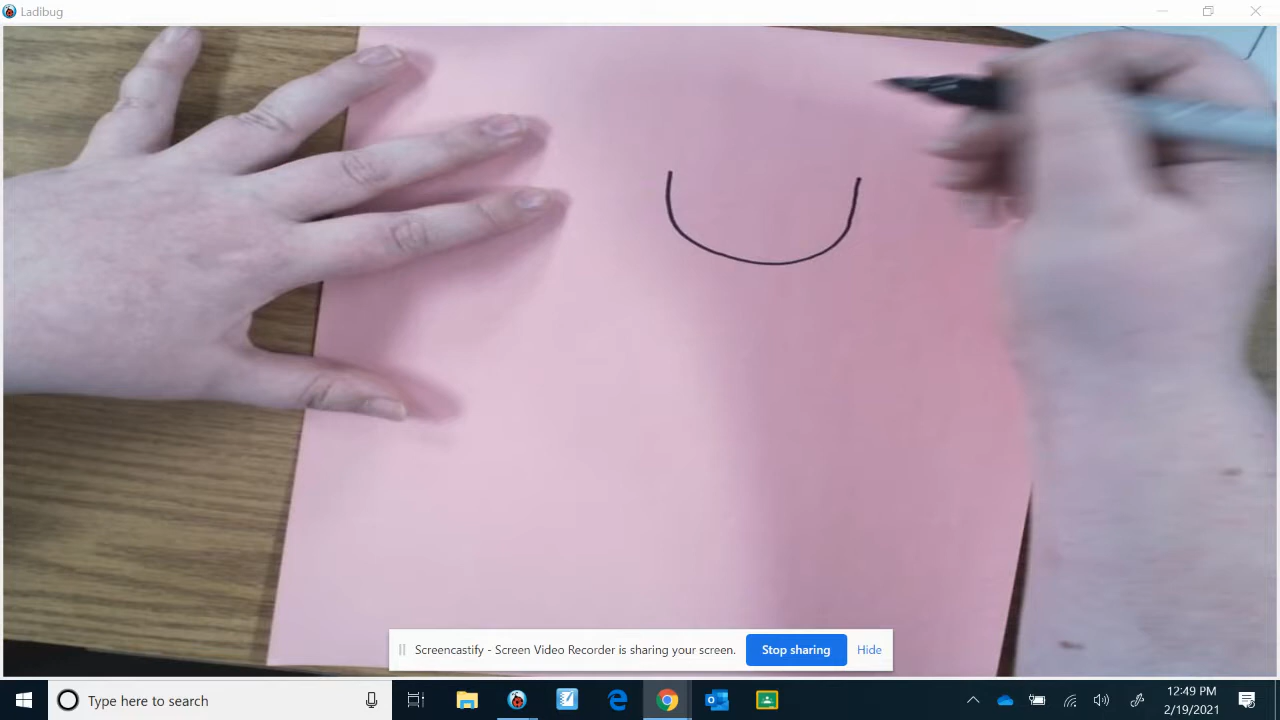 Ladibug
Screencastify - Screen Video Recorder is sharing your screen.
Stop sharing
Hide
Type here to search
12:49 PM
2/19/2021